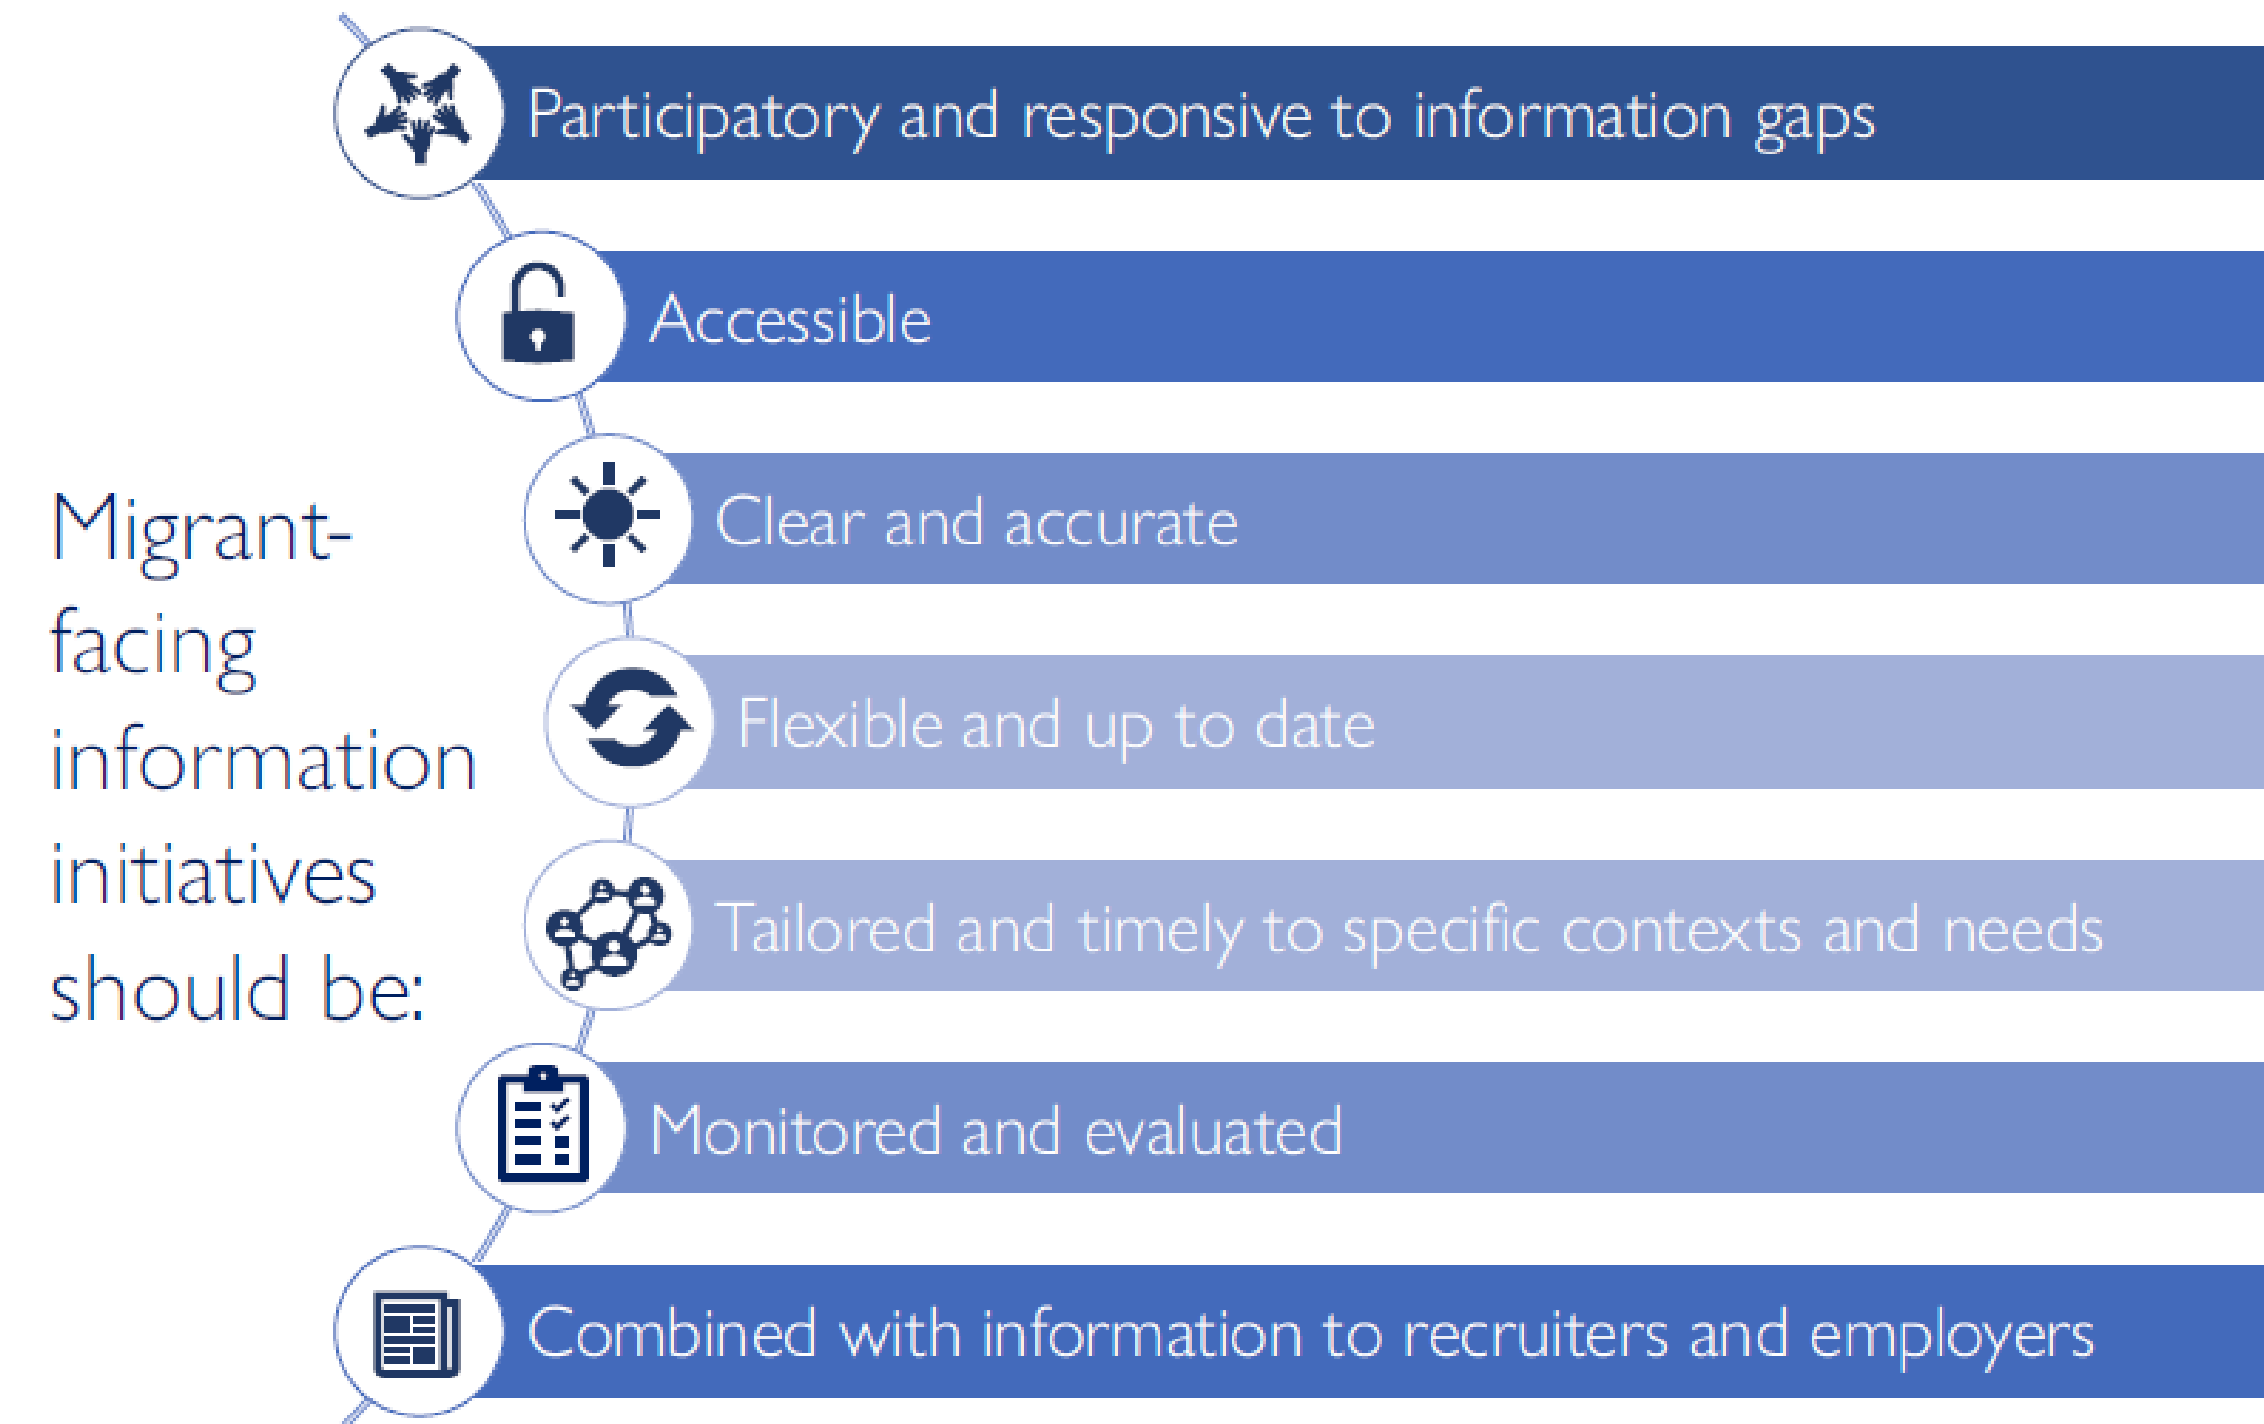 Migrant-
facing
information
initiatives
should be:
Participatory and responsive to information gaps
Accessible
Clear and accurate
Flexible and up to date
Tailored and timely to specific contexts and needs
Monitored and evaluated
Combined with information to recruiters and employers